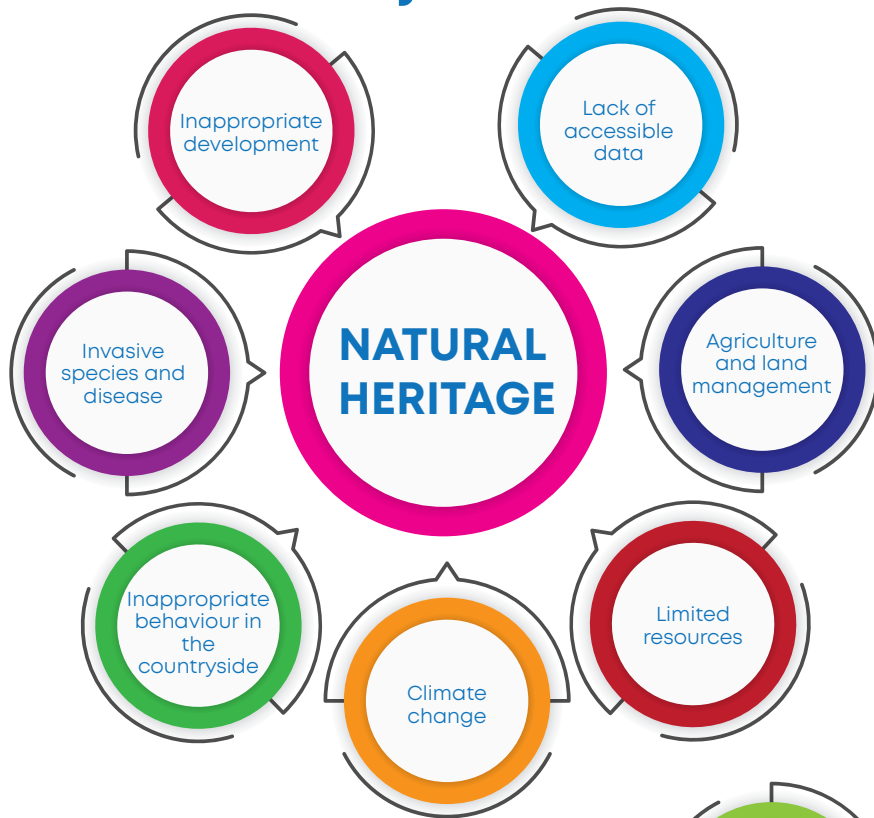 Inappropriate
development
Lack of
accessible
data
NATURAL
HERITAGE
Invasive
species and
disease
Agriculture
and land
management
Inappropriate
behaviour in
the
countryside
Climate
change
Limited
resources